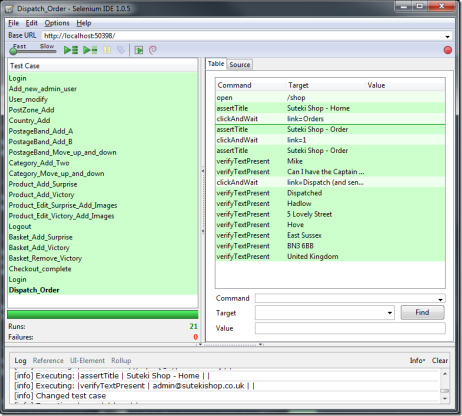 Dispatch_Order - Selenium IDE 1.0.5
File Edit Options Help
Base URL http://localhost:50398/
Fast Slow
Test Case
Login
Add_new_admin_user
User_modify
PostZone_Add
Country_Add
PostageBand_Add_A
PostageBand_Add_B
PostageBand_Move_up_and_down
Category_Add_Two
Category_Move_up_and_down
Product_Add_Surprise
Product_Add_Victory
Product_Edit_Surprise_Add_Images
Product_Edit_Victory_Add_Images
Logout
Basket_Add_Surprise
Basket_Add_Victory
Basket_Remove_Victory
Checkout_complete
Login
Dispatch_Order
Runs: 21
Failures: 0
Table Source
Command Target Value
open /shop
assertTitle Suteki Shop - Home
clickAndWait link=Orders
assertTitle Suteki Shop - Order
clickAndWait link=1
assertTitle Suteki Shop - Order
verifyTextPresent Mike
verifyTextPresent Can I have the Captain ...
clickAndWait link=Dispatch (and sen...
verifyTextPresent Dispatched
verifyTextPresent Hadlow
verifyTextPresent 5 Lovely Street
verifyTextPresent Hove
verifyTextPresent East Sussex
verifyTextPresent BN3 6BB
verifyTextPresent United Kingdom
Command
Target Find
Value
Log Reference UI-Element Rollup Info Clear
[info] Executing: |assertTitle | Suteki Shop - Home | |
[info] Executing: |verifyTextPresent | admin@sutekishop.co.uk | |
[info] Changed test case